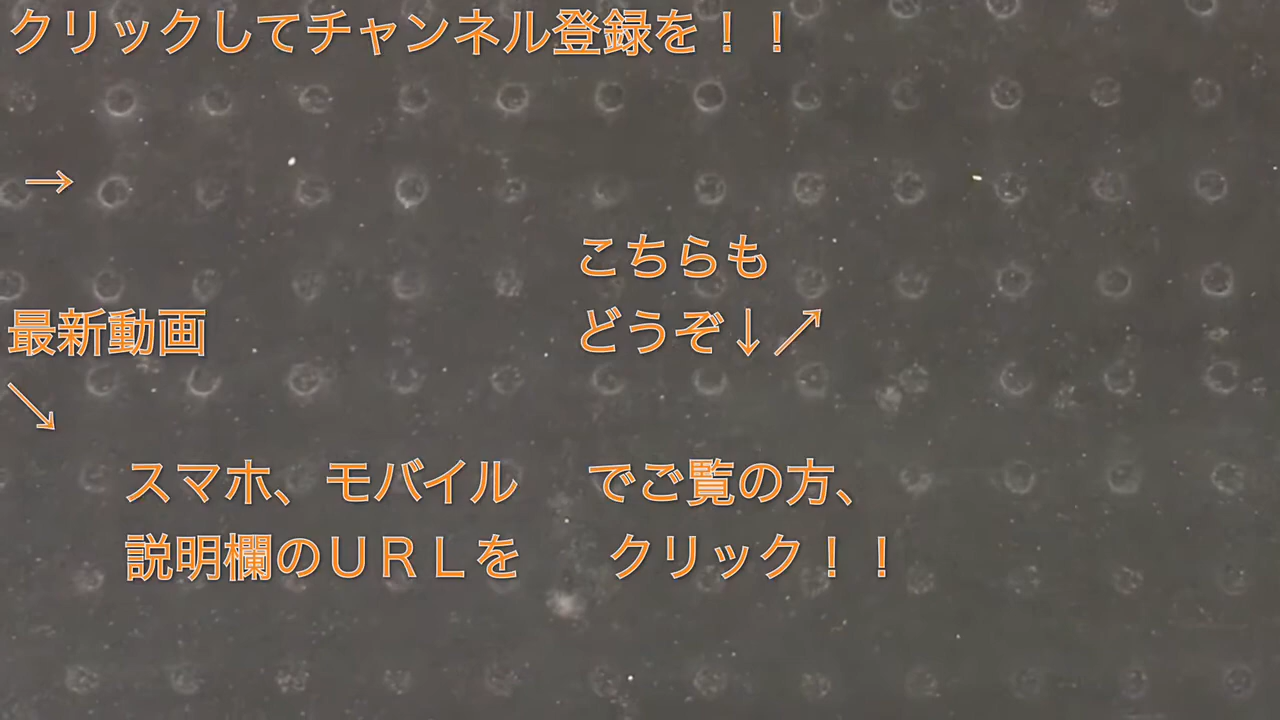 クリックしてチャンネル登録を！！
→
こちらも
最新動画
どうぞ↓↗
↘
スマホ、モバイル　でご覧の方、
説明欄のＵＲＬを　クリック！！